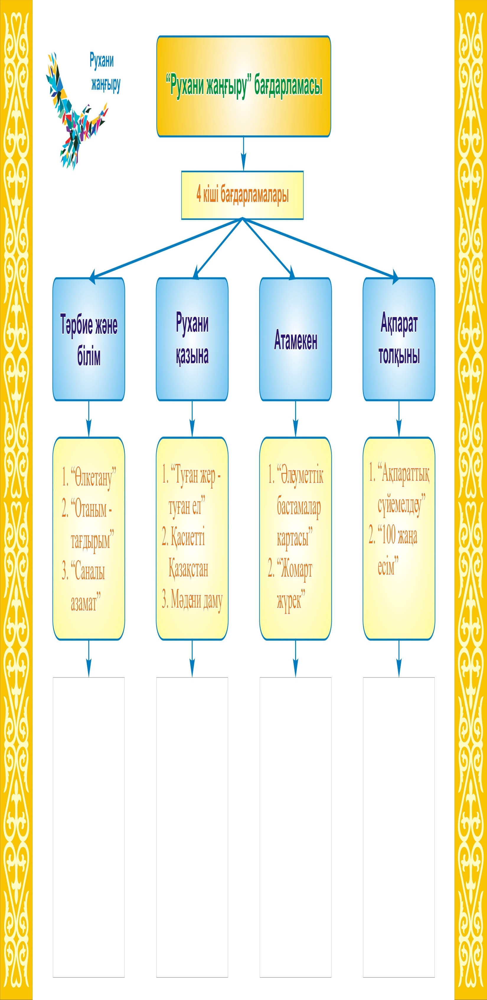 Рухани
жаңғыру
“Рухани жаңғыру” бағдарламасы
4 кіші бағдарламалары
Тәрбие және
білім
Рухани
қазына
Атамекен
Ақпарат
толқыны
1. “Өлкетану”
2. “Отаным -
тағдырым”
3. “Саналы
азамат”
1. “Туған жер -
туған ел”
2. Қасиетті
Қазақстан
3. Мәдени даму
1. “Әлеуметтік
бастамалар
картасы”
2. “Жомарт
жүрек”
1. “Ақпараттық
сүйемелдеу”
2. “100 жаңа
есім”